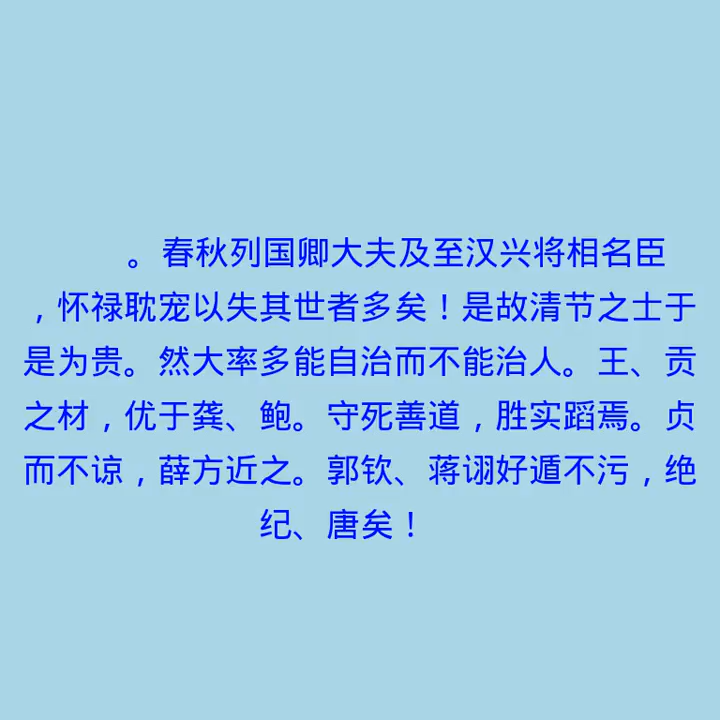 。春秋列国卿大夫及至汉兴将相名臣
，怀禄耽宠以失其世者多矣！是故清节之士于
是为贵。然大率多能自治而不能治人。王、贡
之材，优于龚、鲍。守死善道，胜实蹈焉。贞
而不谅，薛方近之。郭钦、蒋诩好遁不污，绝
纪、唐矣！